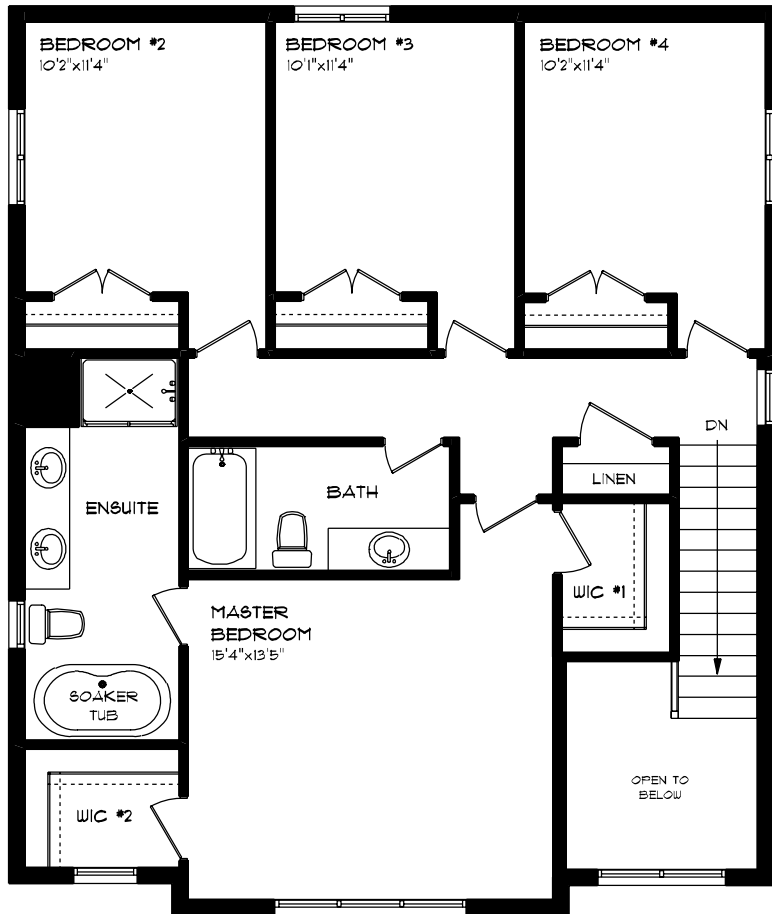 BEDROOM #2
10'2"x11'4"
BEDROOM #3
10'1"x11'4"
BEDROOM #4
10'2"x11'4"
DN
LINEN
BATH
ENSUITE
WIC #1
MASTER
BEDROOM
15'4"x13'5"
SOAKER
TUB
OPEN TO
BELOW
WIC #2